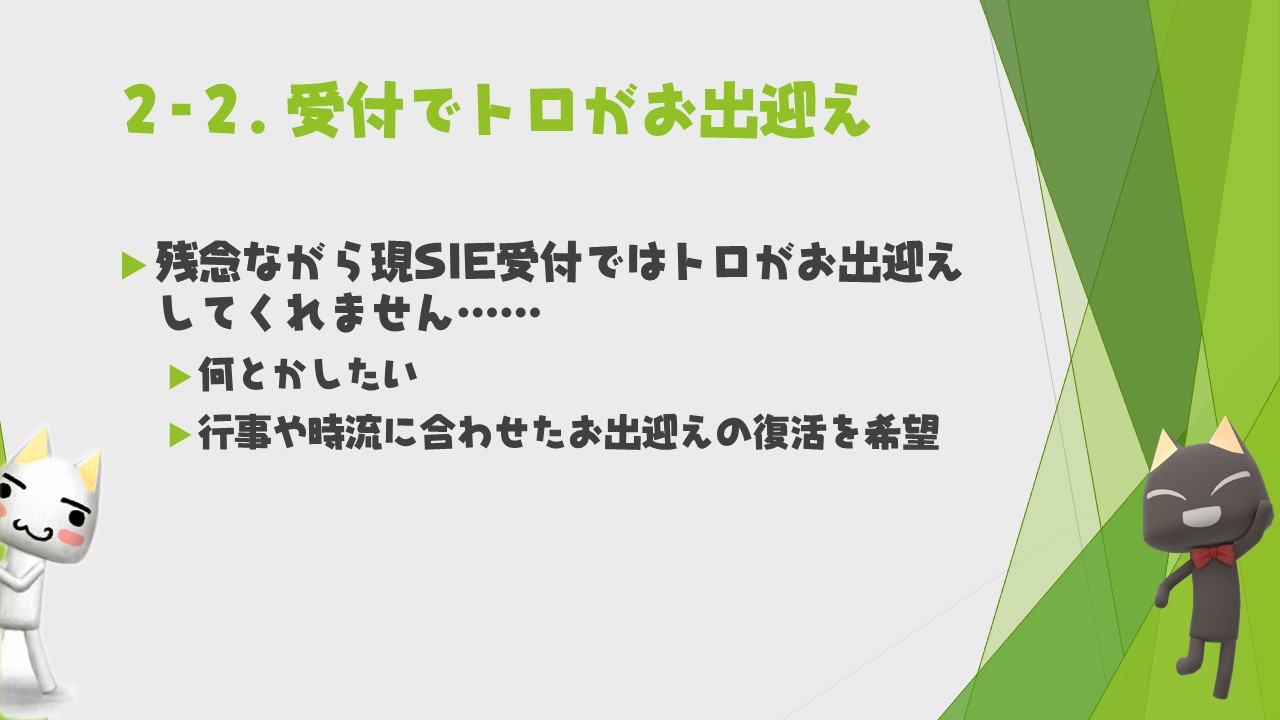 2-2.受付でトロがお出迎え
残念ながら現SIE受付ではトロがお出迎え
してくれません……
何とかしたい
行事や時流に合わせたお出迎えの復活を希望